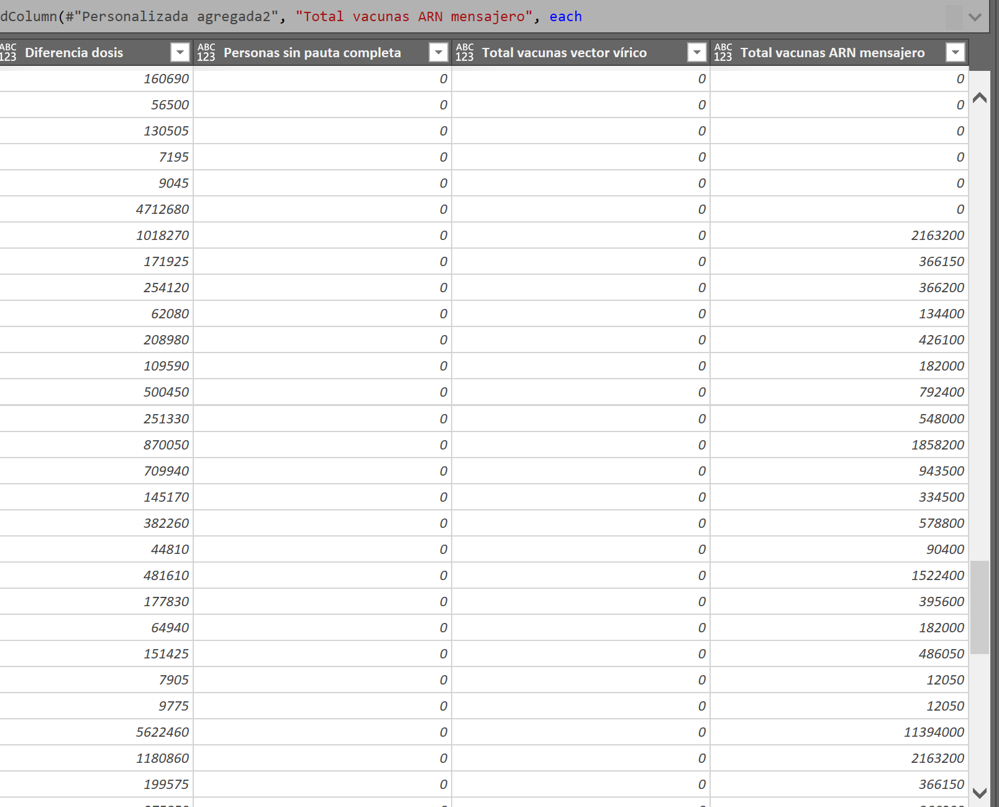 dColumn(#"Personalizada agregada2", "Total vacunas ARN mensajero", each
ABC 123 Diferencia dosis ABC 123 Personas sin pauta completa ABC 123 Total vacunas vector vírico ABC 123 Total vacunas ARN mensajero
160690 0 0 0
56500 0 0 0
130505 0 0 0
7195 0 0 0
9045 0 0 0
4712680 0 0 0
1018270 0 0 2163200
171925 0 0 366150
254120 0 0 366200
62080 0 0 134400
208980 0 0 426100
109590 0 0 182000
500450 0 0 792400
251330 0 0 548000
870050 0 0 1858200
709940 0 0 943500
145170 0 0 334500
382260 0 0 578800
44810 0 0 90400
481610 0 0 1522400
177830 0 0 395600
64940 0 0 182000
151425 0 0 486050
7905 0 0 12050
9775 0 0 12050
5622460 0 0 11394000
1180860 0 0 2163200
199575 0 0 366150